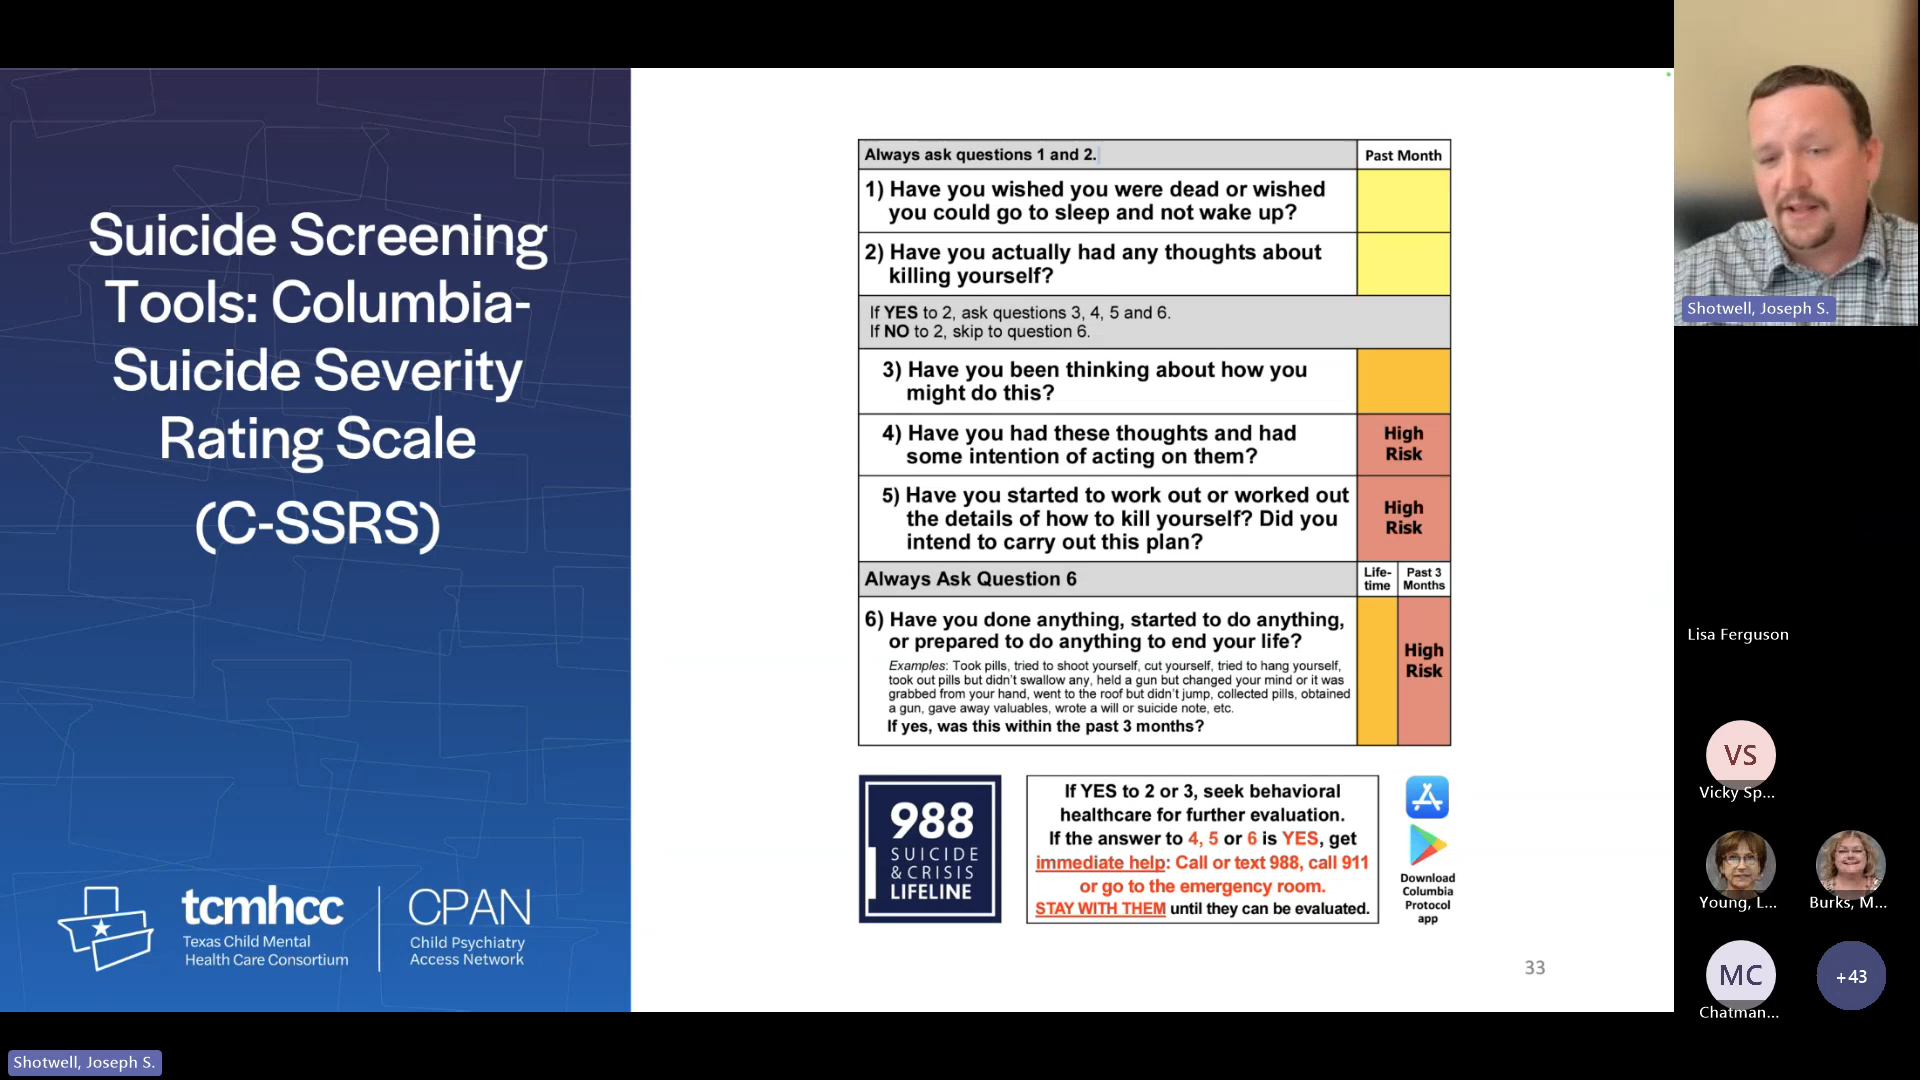 Suicide Screening
Tools: Columbia-
Suicide Severity
Rating Scale
(C-SSRS)
tcmhcc
Texas Child Mental
Health Care Consortium
CPAN
Child Psychiatry
Access Network
Always ask questions 1 and 2.
Past Month
1) Have you wished you were dead or wished
you could go to sleep and not wake up?
2) Have you actually had any thoughts about
killing yourself?
If YES to 2, ask questions 3, 4, 5 and 6.
If NO to 2, skip to question 6.
3) Have you been thinking about how you
might do this?
4) Have you had these thoughts and had
some intention of acting on them?
High
Risk
5) Have you started to work out or worked out
the details of how to kill yourself? Did you
intend to carry out this plan?
High
Risk
Always Ask Question 6
Life-
time
Past 3
Months
6) Have you done anything, started to do anything,
or prepared to do anything to end your life?
Examples: Took pills, tried to shoot yourself, cut yourself, tried to hang yourself,
took out pills but didn't swallow any, held a gun but changed your mind or it was
grabbed from your hand, went to the roof but didn't jump, collected pills, obtained
a gun, gave away valuables, wrote a will or suicide note, etc.
If yes, was this within the past 3 months?
High
Risk
988
SUICIDE
& CRISIS
LIFELINE
If YES to 2 or 3, seek behavioral
healthcare for further evaluation.
If the answer to 4, 5 or 6 is YES, get
immediate help: Call or text 988, call 911
or go to the emergency room.
STAY WITH THEM until they can be evaluated.
Download
Columbia
Protocol
app
33
Shotwell, Joseph S.
Lisa Ferguson
VS
Vicky Sp...
Young, L...
Burks, M...
MC
Chatman...
+43
Shotwell, Joseph S.